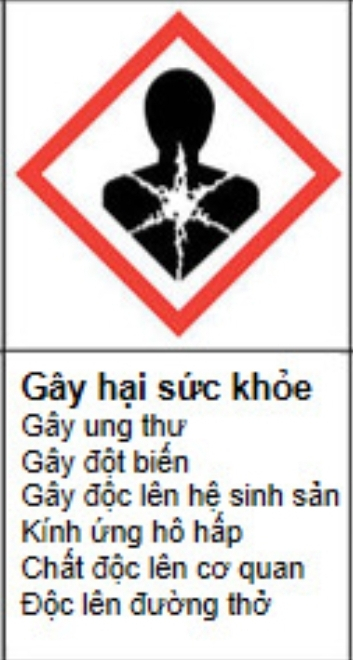 Gây hại sức khỏe
Gây ung thư
Gây đột biến
Gây độc lên hệ sinh sản
Kính ứng hô hấp
Chất độc lên cơ quan
Độc lên đường thở